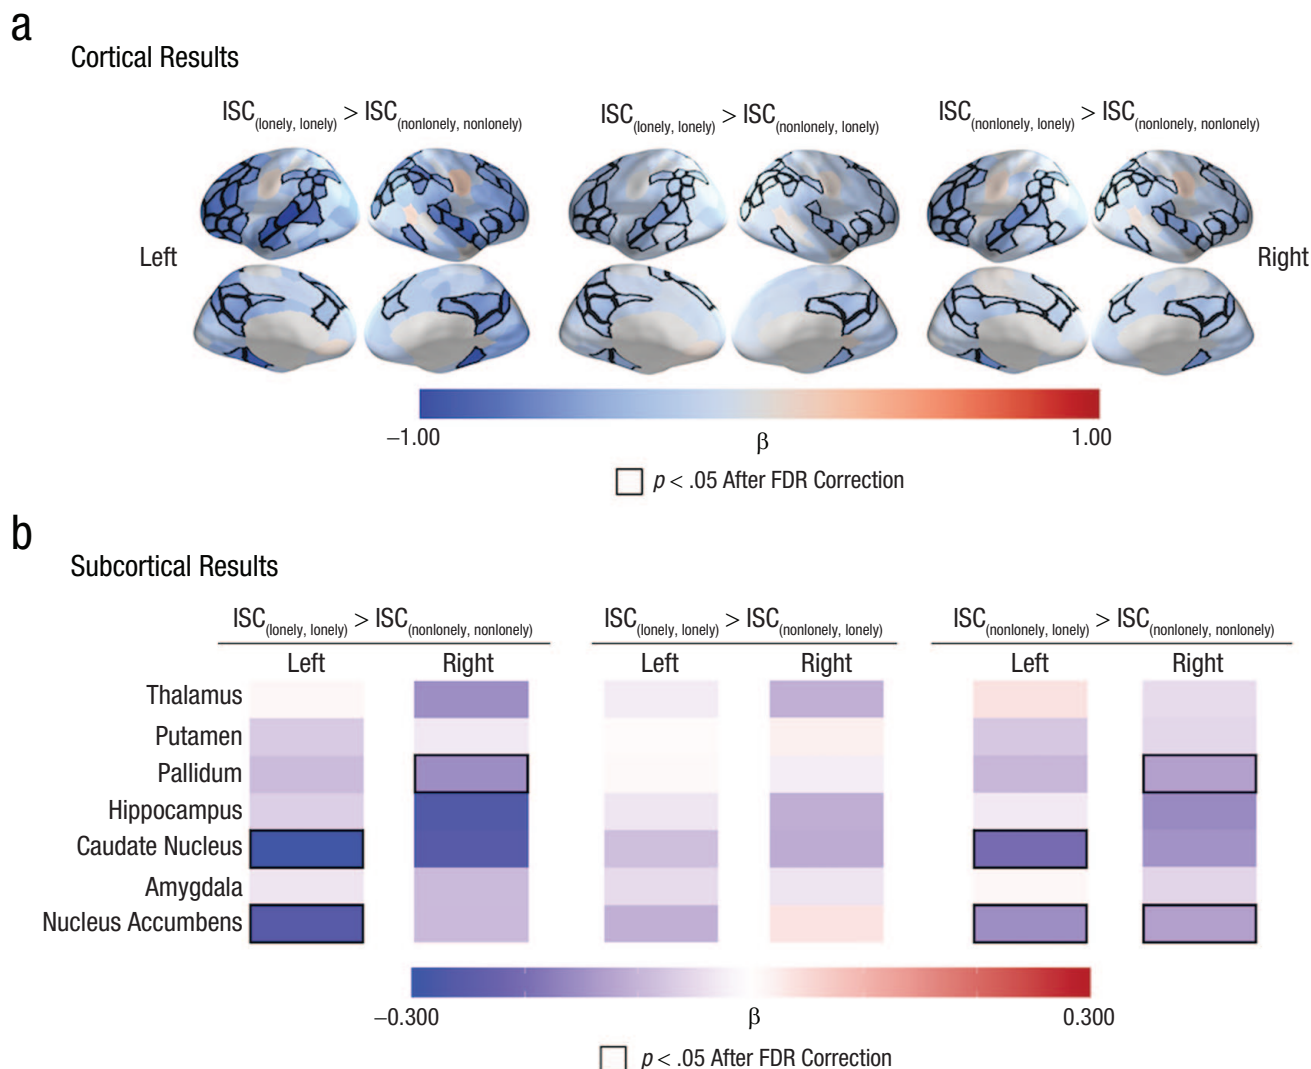 a
Cortical Results
ISC(lonely, lonely) > ISC(nonlonely, nonlonely)
ISC(lonely, lonely) > ISC(nonlonely, lonely)
ISC(nonlonely, lonely) > ISC(nonlonely, nonlonely)
Left
Right
−1.00
β
1.00
p < .05 After FDR Correction
b
Subcortical Results
ISC(lonely, lonely) > ISC(nonlonely, nonlonely)
ISC(lonely, lonely) > ISC(nonlonely, lonely)
ISC(nonlonely, lonely) > ISC(nonlonely, nonlonely)
Left Right Left Right Left Right
Thalamus
Putamen
Pallidum
Hippocampus
Caudate Nucleus
Amygdala
Nucleus Accumbens
−0.300
β
0.300
p < .05 After FDR Correction